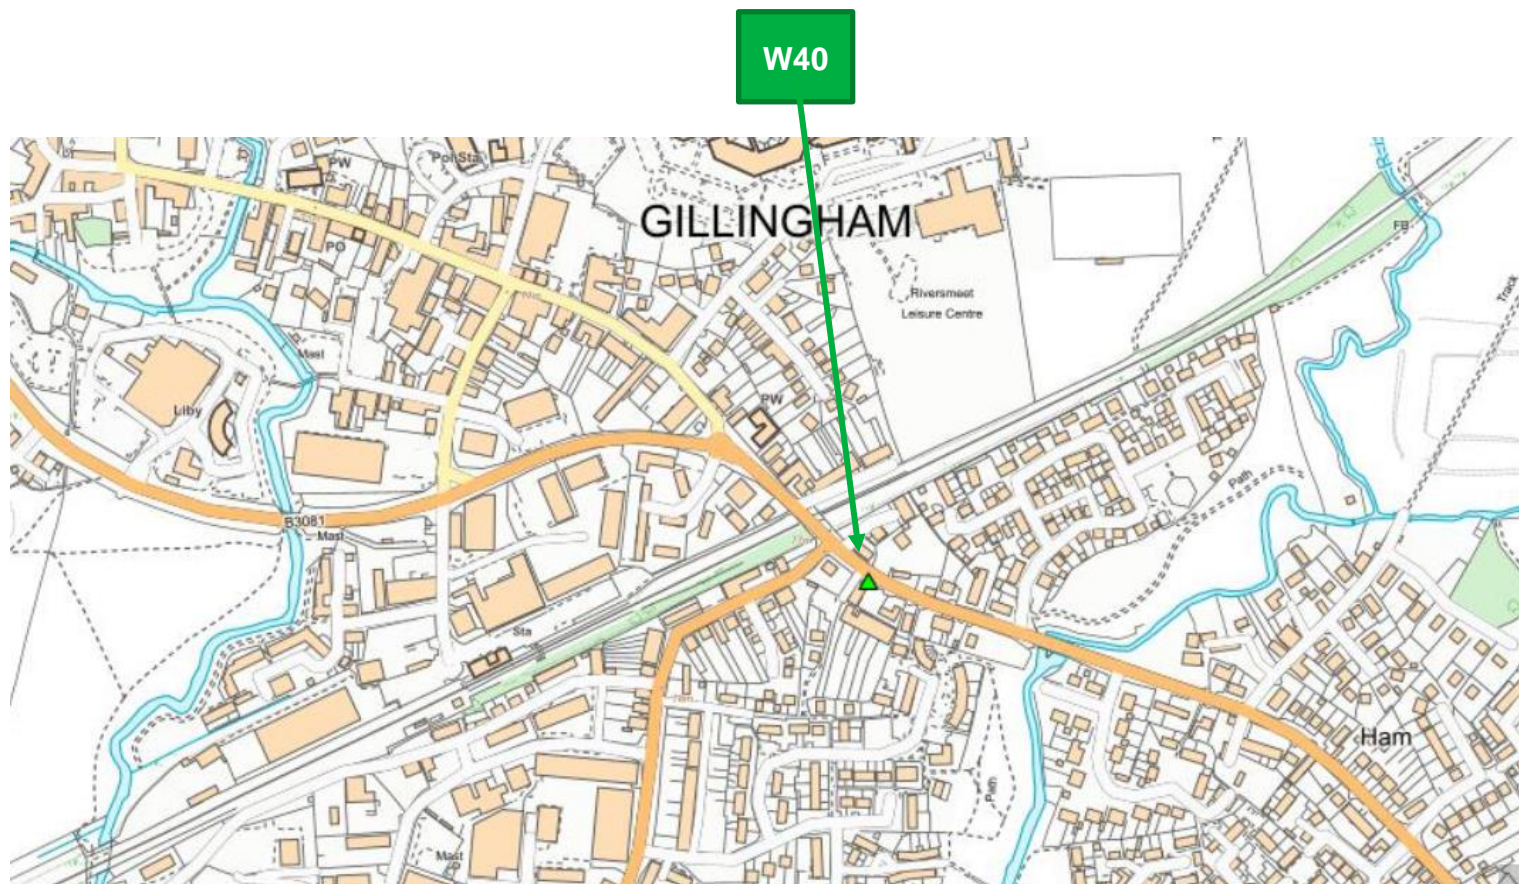 W40
PW
Pol Sta
GILLINGHAM
PO
FB
Riversmeet
Leisure Centre
Track
Mast
Liby
PW
Path
B3081
Mast
77m
Sta
Ham
Path
Mast